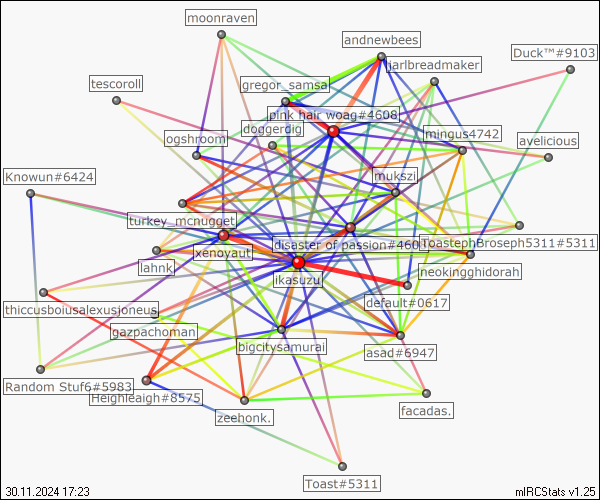 moonraven
andnewbees
Duck™#9103
harlbreadmaker
tescoroll
gregor_samsa
pink hair woag#4608
doggerdig
mingus4742
ogshroom
avelicious
Knowun#6424
mukszi
turkey_mcnugget
disaster of passion#460
ToastephBroseph5311#5311
xenoyaut
lahnk
ikasuzu
neokingghidorah
default#0617
thiccusboiusalexusjoneus
gazpachoman
bigcitysamurai
asad#6947
Random Stuf6#5983
Heighleaigh#8575
zeehonk.
facadas.
Toast#5311
30.11.2024 17:23
mIRCStats v1.25